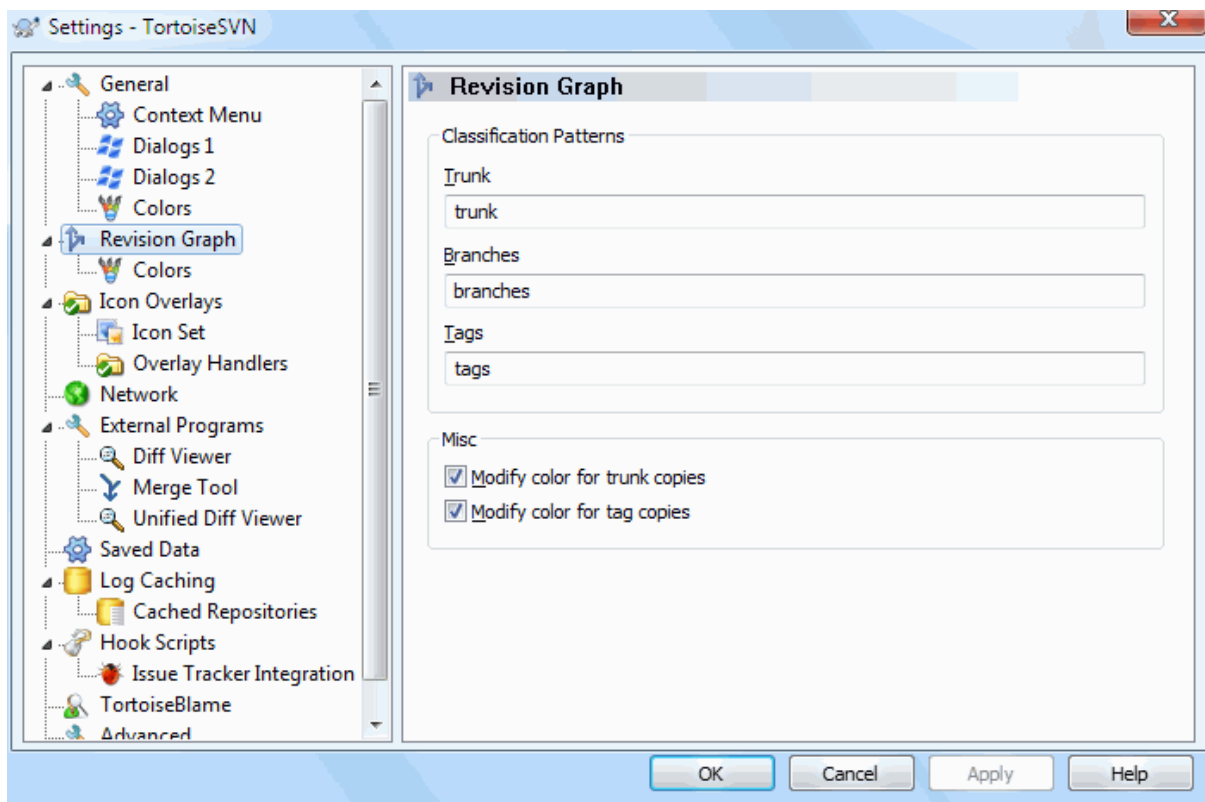 Settings - TortoiseSVN
General
Context Menu
Dialogs 1
Dialogs 2
Colors
Revision Graph
Colors
Icon Overlays
Icon Set
Overlay Handlers
Network
External Programs
Diff Viewer
Merge Tool
Unified Diff Viewer
Saved Data
Log Caching
Cached Repositories
Hook Scripts
Issue Tracker Integration
TortoiseBlame
Advanced
Revision Graph
Classification Patterns
Trunk
trunk
Branches
branches
Tags
tags
Misc
Modify color for trunk copies
Modify color for tag copies
OK
Cancel
Apply
Help